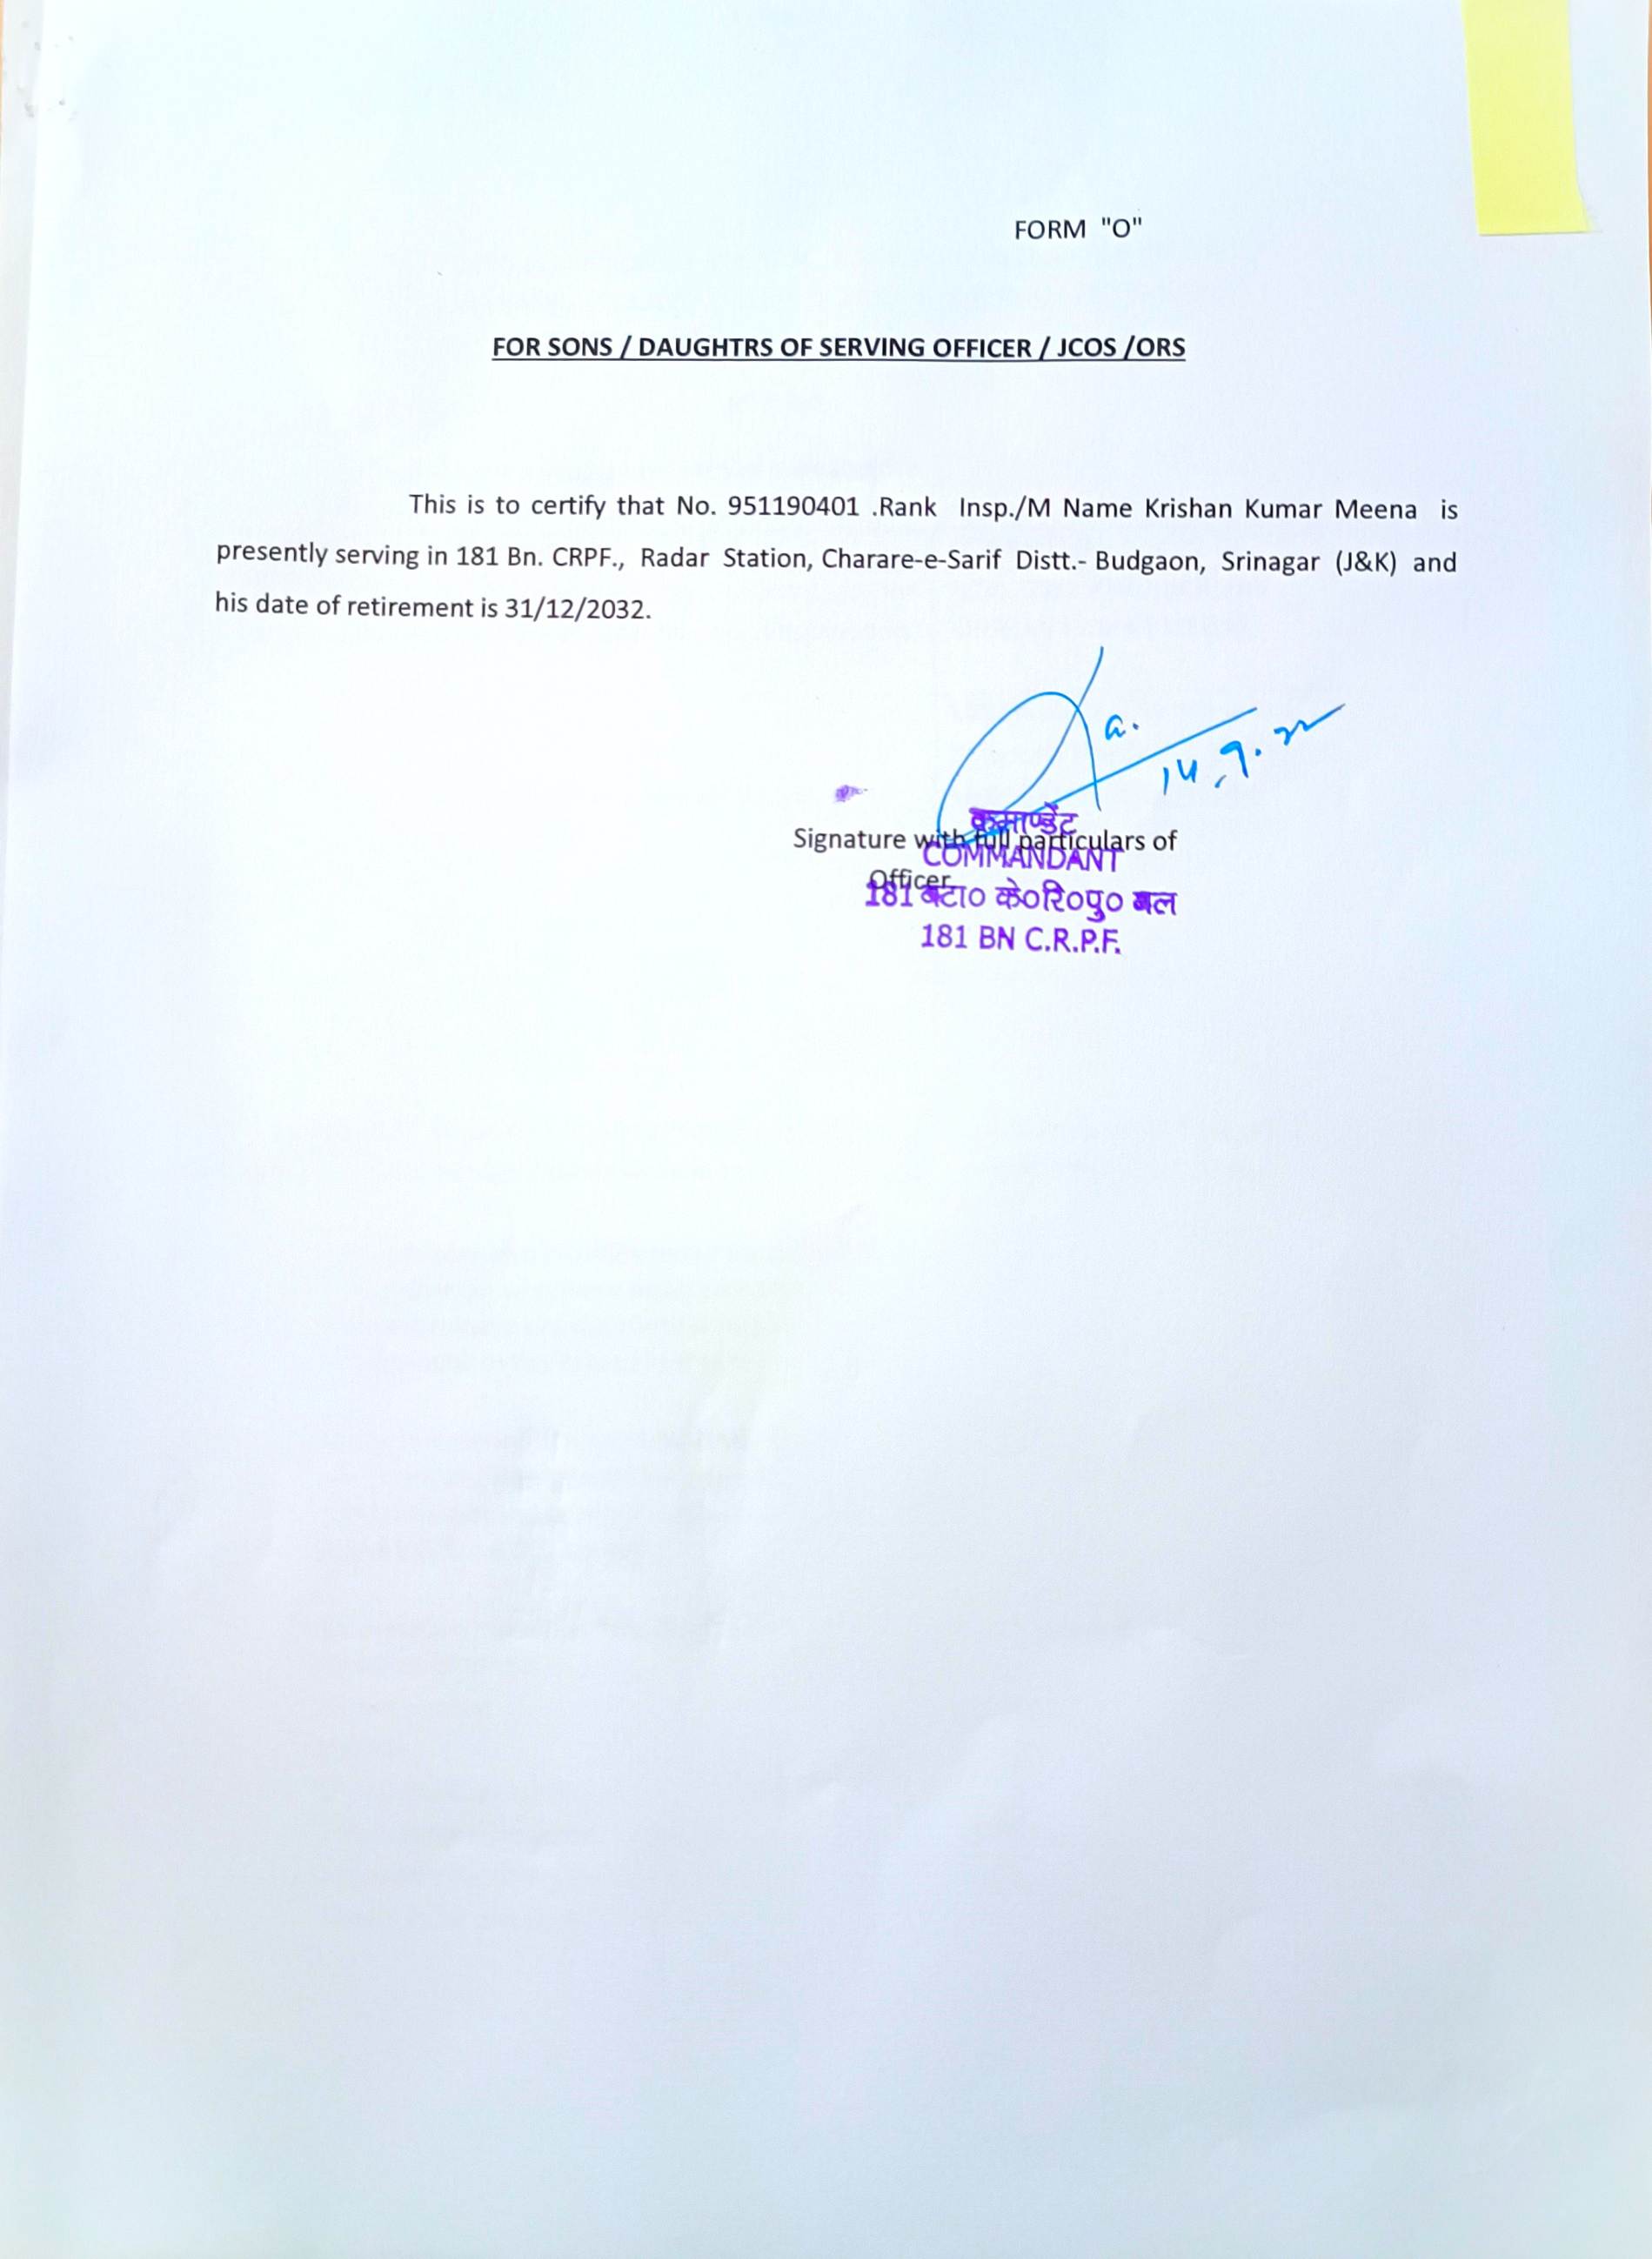 FORM "O"
FOR SONS / DAUGHTRS OF SERVING OFFICER / JCOS /ORS
This is to certify that No. 951190401 .Rank Insp./M Name Krishan Kumar Meena is
presently serving in 181 Bn. CRPF., Radar Station, Charare-e-Sarif Distt.- Budgaon, Srinagar (J&K) and
his date of retirement is 31/12/2032.
14.9.22
Signature with full particulars of
Officer
कमाण्डेंट
COMMANDANT
181 बटा० के०रि०पु० बल
181 BN C.R.P.F.